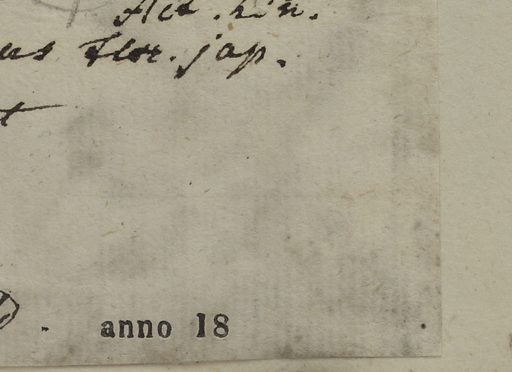 Act. Lin.
us Flor. jap.
t
anno 18